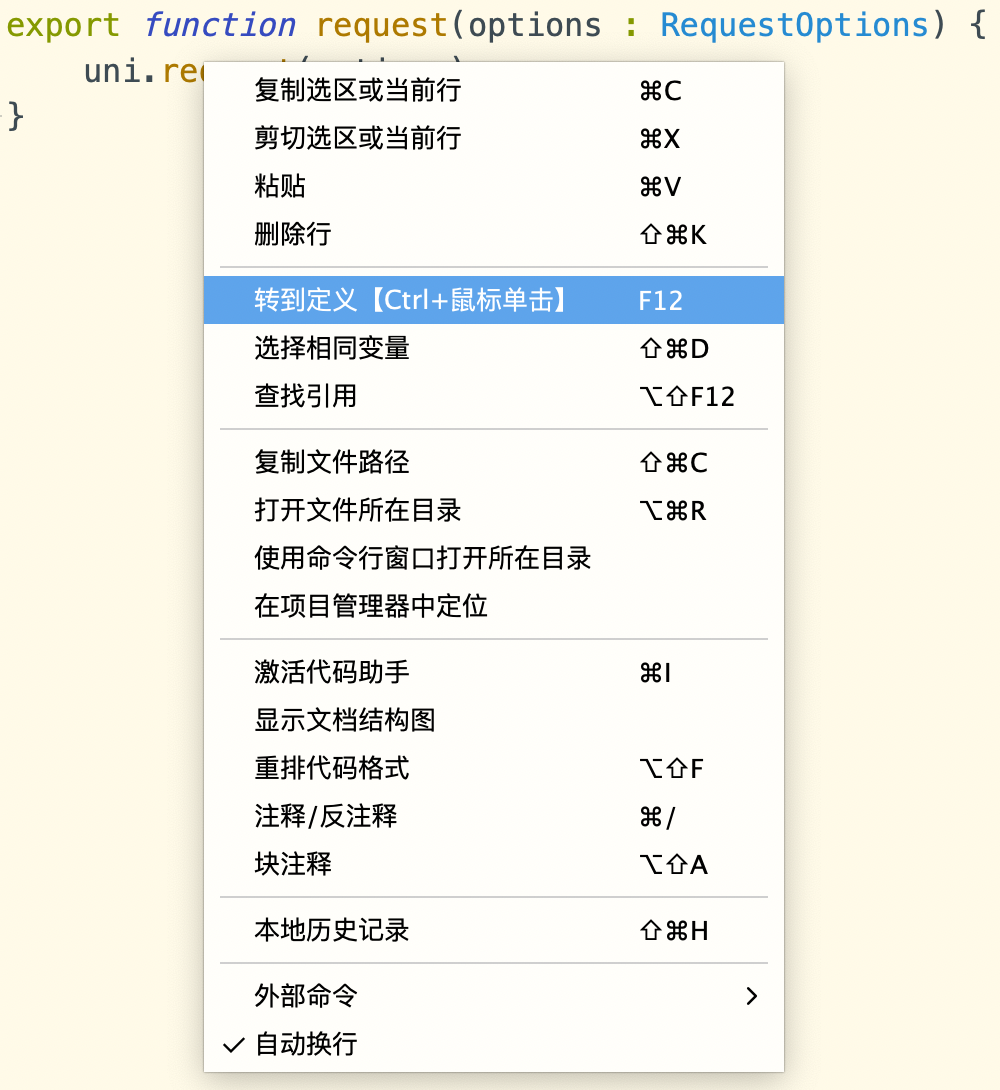 export function request(options : RequestOptions) {
uni.re
}
复制选区或当前行 ⌘C
剪切选区或当前行 ⌘X
粘贴 ⌘V
删除行 ⇧⌘K
转到定义【Ctrl+鼠标单击】 F12
选择相同变量 ⇧⌘D
查找引用 ⌥⇧F12
复制文件路径 ⇧⌘C
打开文件所在目录 ⌥⌘R
使用命令行窗口打开所在目录
在项目管理器中定位
激活代码助手 ⌘I
显示文档结构图
重排代码格式 ⌥⇧F
注释/反注释 ⌘/
块注释 ⌥⇧A
本地历史记录 ⇧⌘H
外部命令
自动换行